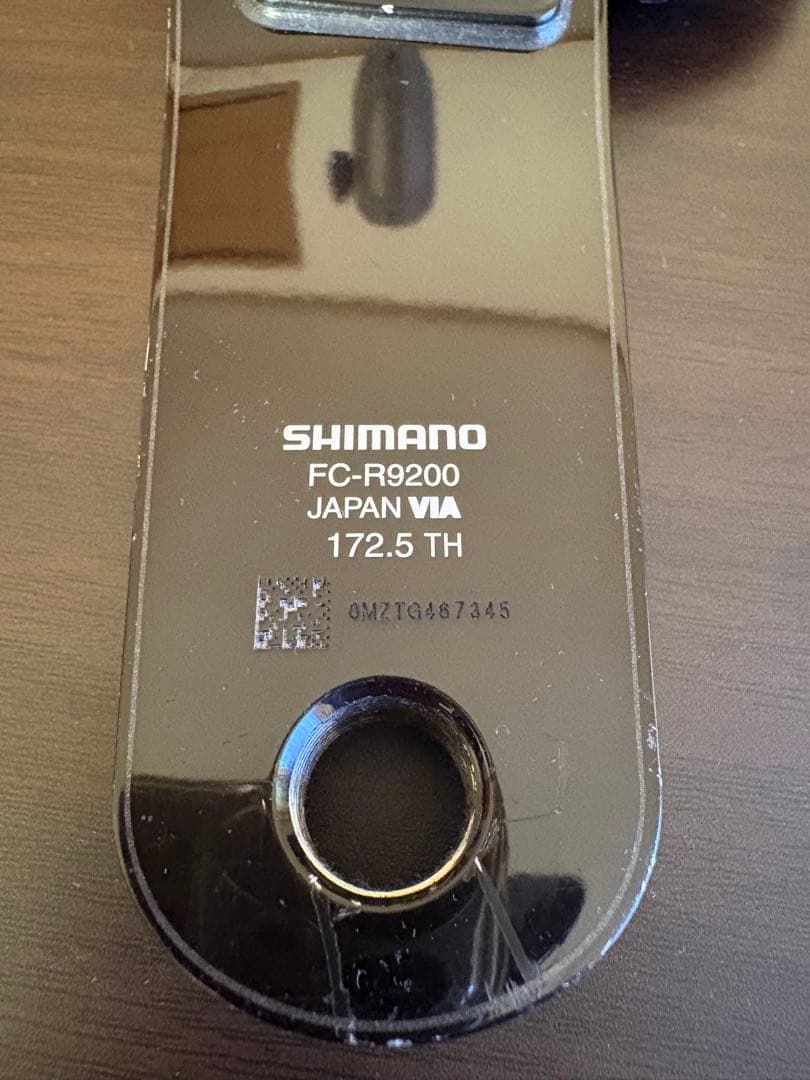 SHIMANO
FC-R9200
JAPAN VIA
172.5 TH
0MZTG467345